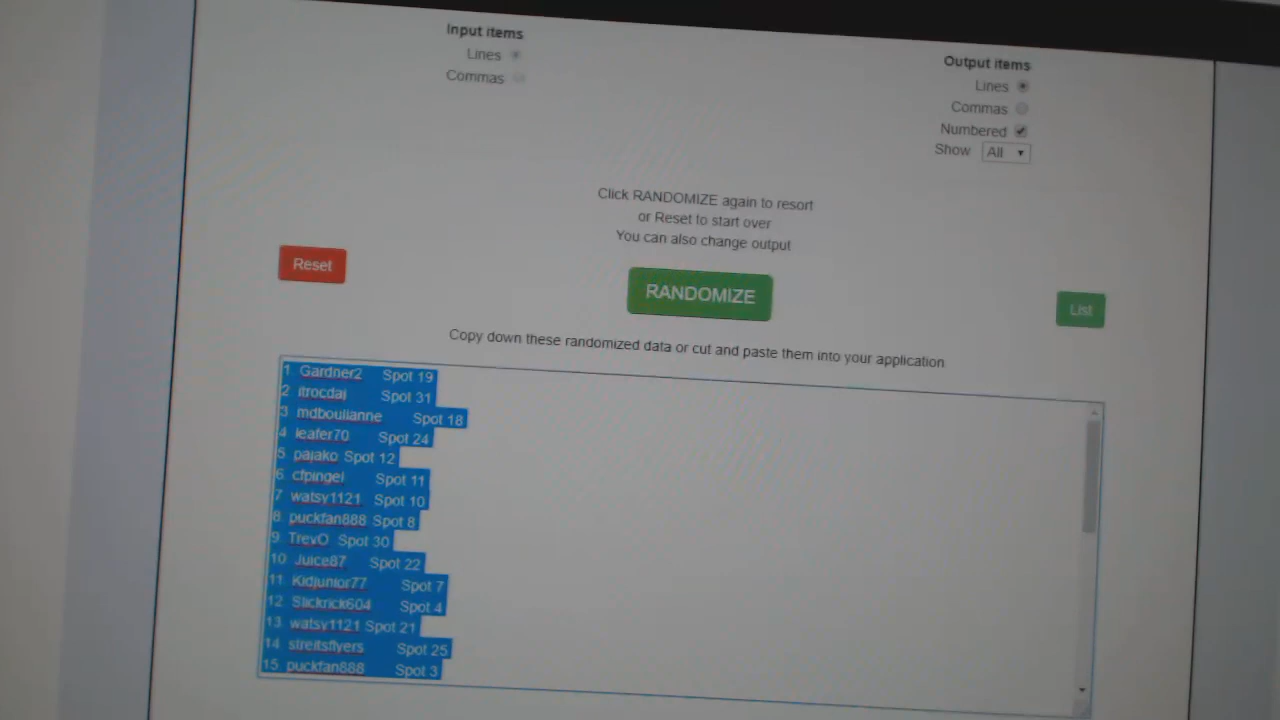 Input items
Lines
Commas
Output items
Lines
Commas
Numbered
Show All
Click RANDOMIZE again to resort
or Reset to start over
You can also change output
Reset
RANDOMIZE
List
Copy down these randomized data or cut and paste them into your application
1. Gardner2 Spot 19
2. itrocdaj Spot 31
3. mdboulianne Spot 18
4. leafer70 Spot 24
5. pajako Spot 12
6. cfpingel Spot 11
7. watsy1121 Spot 10
8. puckfan888 Spot 8
9. TrevO Spot 30
10. Juice87 Spot 22
11. Kidjunior77 Spot 7
12. Slickrick604 Spot 4
13. watsy1121 Spot 21
14. streitsflyers Spot 25
15. puckfan888 Spot 3